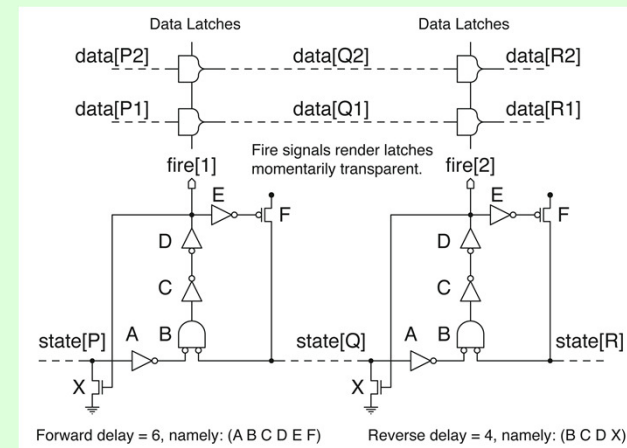 Data Latches Data Latches
data[P2] data[Q2] data[R2]
data[P1] data[Q1] data[R1]
Fire signals render latches
momentarily transparent.
fire[1] fire[2]
E E
F F
D D
C C
state[P] A B state[Q] A B state[R]
X X
Forward delay = 6, namely: (A B C D E F) Reverse delay = 4, namely: (B C D X)